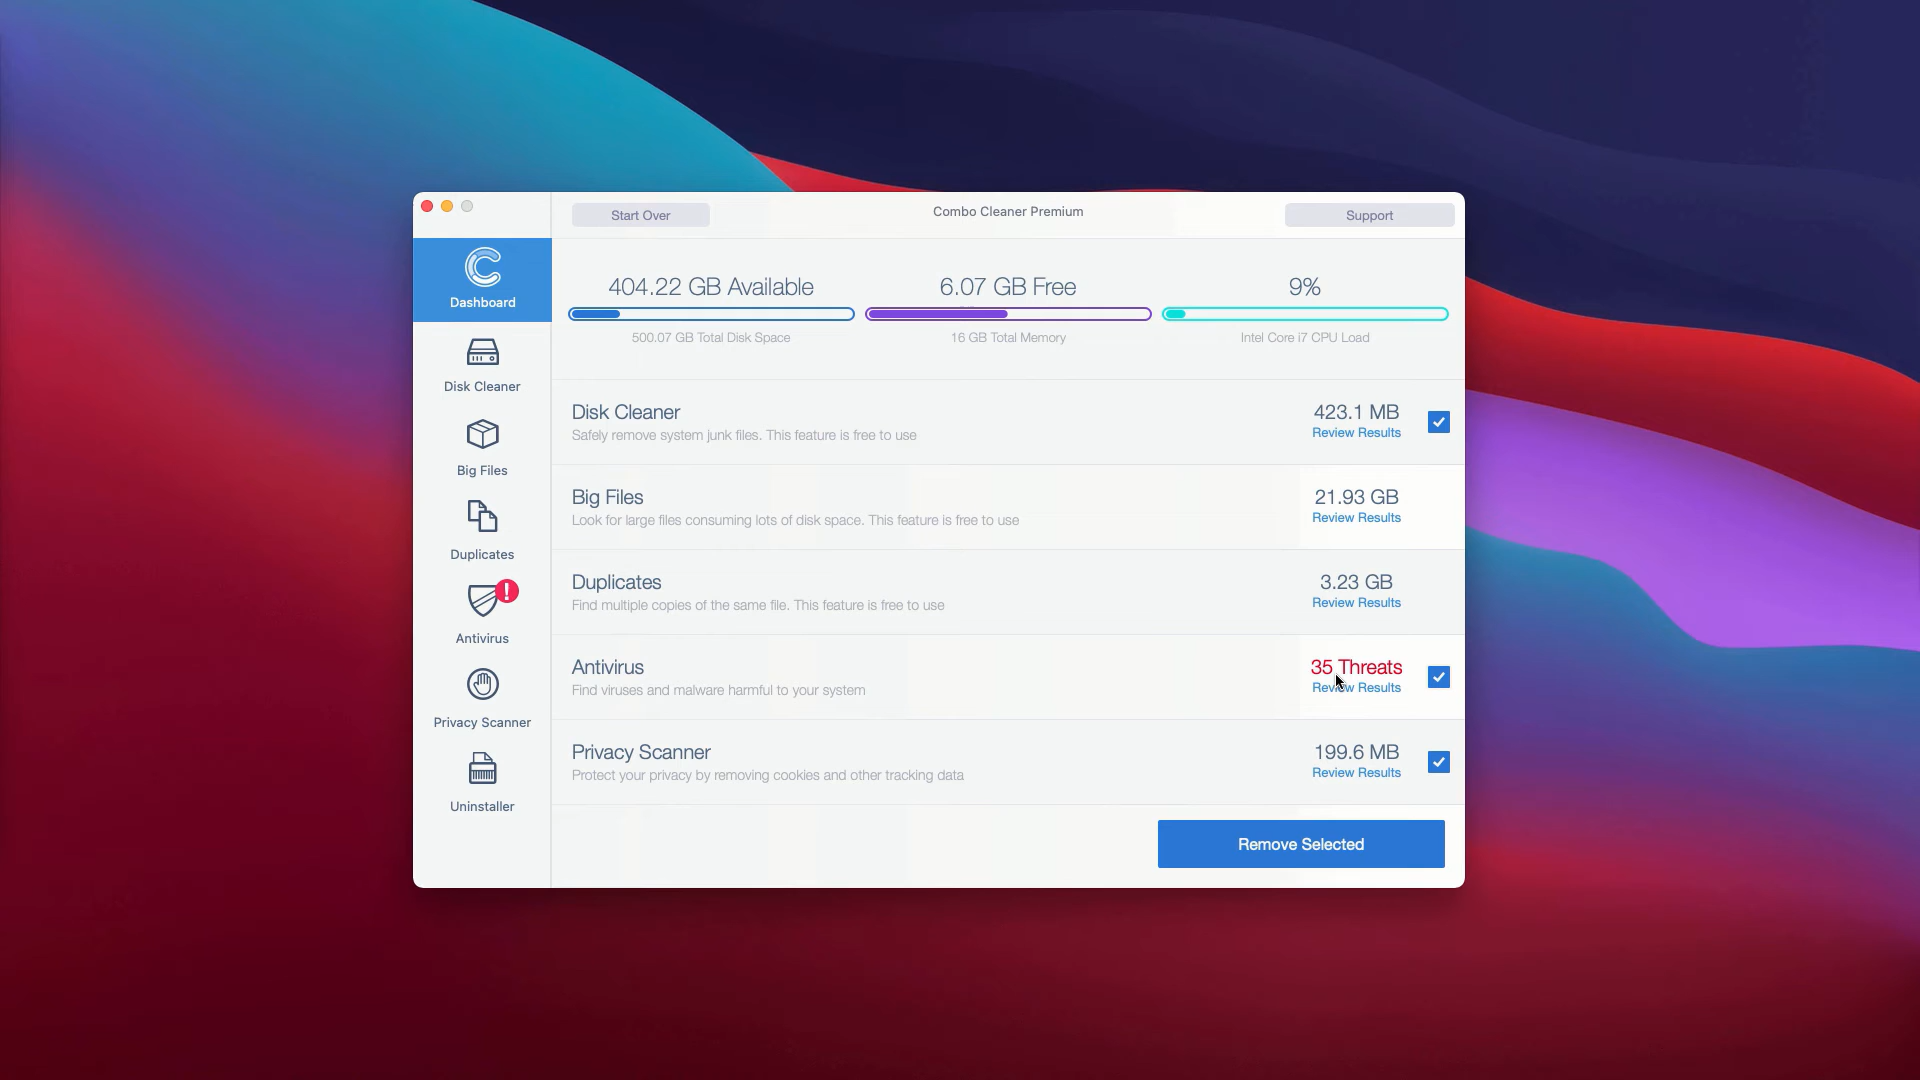 Start Over
Combo Cleaner Premium
Support
Dashboard
Disk Cleaner
Big Files
Duplicates
!
Antivirus
Privacy Scanner
Uninstaller
404.22 GB Available
500.07 GB Total Disk Space
6.07 GB Free
16 GB Total Memory
9%
Intel Core i7 CPU Load
Disk Cleaner
Safely remove system junk files. This feature is free to use
423.1 MB
Review Results
Big Files
Look for large files consuming lots of disk space. This feature is free to use
21.93 GB
Review Results
Duplicates
Find multiple copies of the same file. This feature is free to use
3.23 GB
Review Results
Antivirus
Find viruses and malware harmful to your system
35 Threats
Review Results
Privacy Scanner
Protect your privacy by removing cookies and other tracking data
199.6 MB
Review Results
Remove Selected